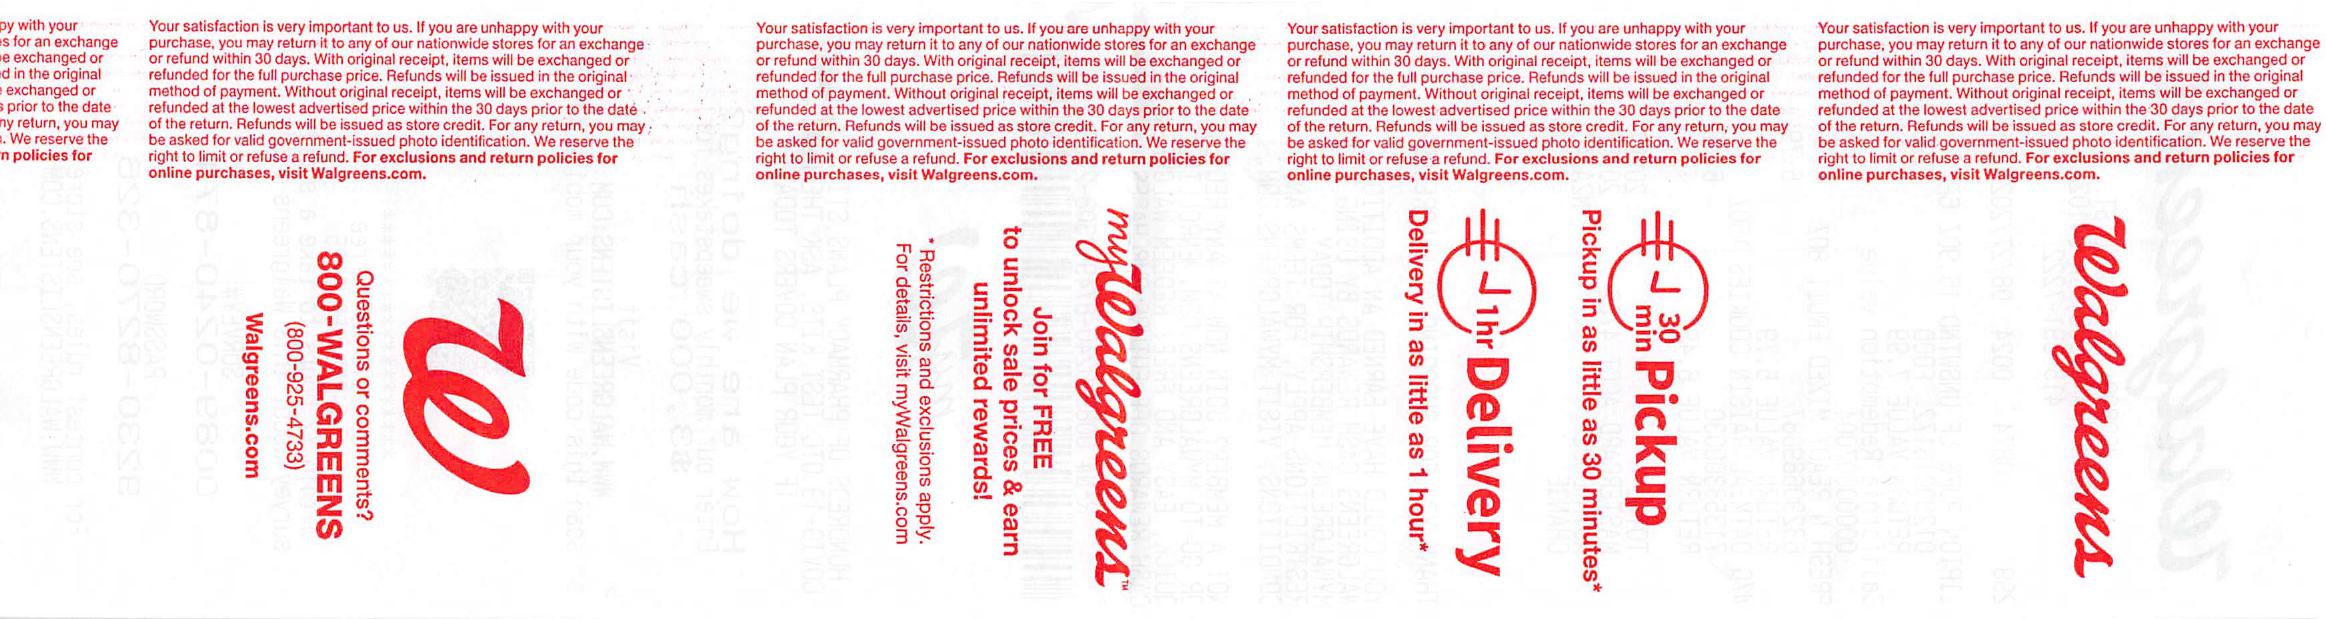 py with your
s for an exchange
e exchanged or
d in the original
exchanged or
s prior to the date
ny return, you may
. We reserve the
n policies for
Your satisfaction is very important to us. If you are unhappy with your
purchase, you may return it to any of our nationwide stores for an exchange
or refund within 30 days. With original receipt, items will be exchanged or
refunded for the full purchase price. Refunds will be issued in the original
method of payment. Without original receipt, items will be exchanged or
refunded at the lowest advertised price within the 30 days prior to the date
of the return. Refunds will be issued as store credit. For any return, you may
be asked for valid government-issued photo identification. We reserve the
right to limit or refuse a refund. For exclusions and return policies for
online purchases, visit Walgreens.com.
Your satisfaction is very important to us. If you are unhappy with your
purchase, you may return it to any of our nationwide stores for an exchange
or refund within 30 days. With original receipt, items will be exchanged or
refunded for the full purchase price. Refunds will be issued in the original
method of payment. Without original receipt, items will be exchanged or
refunded at the lowest advertised price within the 30 days prior to the date
of the return. Refunds will be issued as store credit. For any return, you may
be asked for valid government-issued photo identification. We reserve the
right to limit or refuse a refund. For exclusions and return policies for
online purchases, visit Walgreens.com.
Your satisfaction is very important to us. If you are unhappy with your
purchase, you may return it to any of our nationwide stores for an exchange
or refund within 30 days. With original receipt, items will be exchanged or
refunded for the full purchase price. Refunds will be issued in the original
method of payment. Without original receipt, items will be exchanged or
refunded at the lowest advertised price within the 30 days prior to the date
of the return. Refunds will be issued as store credit. For any return, you may
be asked for valid government-issued photo identification. We reserve the
right to limit or refuse a refund. For exclusions and return policies for
online purchases, visit Walgreens.com.
Your satisfaction is very important to us. If you are unhappy with your
purchase, you may return it to any of our nationwide stores for an exchange
or refund within 30 days. With original receipt, items will be exchanged or
refunded for the full purchase price. Refunds will be issued in the original
method of payment. Without original receipt, items will be exchanged or
refunded at the lowest advertised price within the 30 days prior to the date
of the return. Refunds will be issued as store credit. For any return, you may
be asked for valid government-issued photo identification. We reserve the
right to limit or refuse a refund. For exclusions and return policies for
online purchases, visit Walgreens.com.
W
Questions or comments?
800-WALGREENS
(800-925-4733)
Walgreens.com
myWalgreens™
Join for FREE
to unlock sale prices & earn
unlimited rewards!
* Restrictions and exclusions apply.
For details, visit myWalgreens.com
30
min Pickup
Pickup in as little as 30 minutes*
1hr Delivery
Delivery in as little as 1 hour*
Walgreens